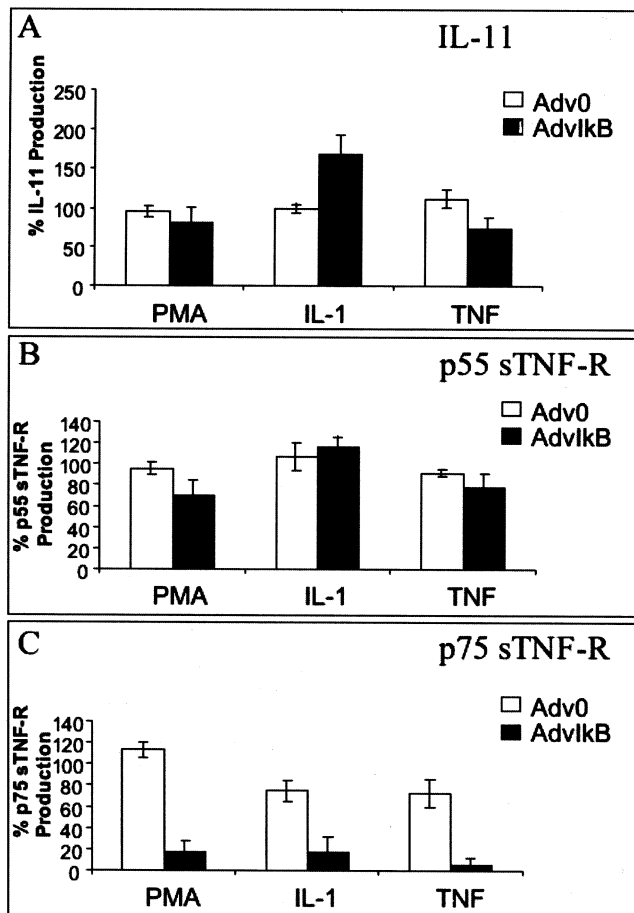 A
IL-11
% IL-11 Production
250
200
150
100
50
0
Adv0
AdvIkB
PMA IL-1 TNF
B
p55 sTNF-R
% p55 sTNF-R
Production
140
120
100
80
60
40
20
0
Adv0
AdvIkB
PMA IL-1 TNF
C
p75 sTNF-R
% p75 sTNF-R
Production
140
120
100
80
60
40
20
0
Adv0
AdvIkB
PMA IL-1 TNF